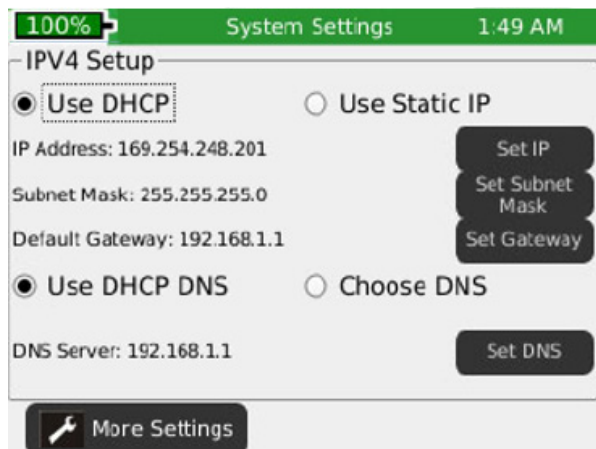 100% System Settings 1:49 AM
IPV4 Setup
Use DHCP Use Static IP
IP Address: 169.254.248.201 Set IP
Subnet Mask: 255.255.255.0 Set Subnet Mask
Default Gateway: 192.168.1.1 Set Gateway
Use DHCP DNS Choose DNS
DNS Server: 192.168.1.1 Set DNS
More Settings